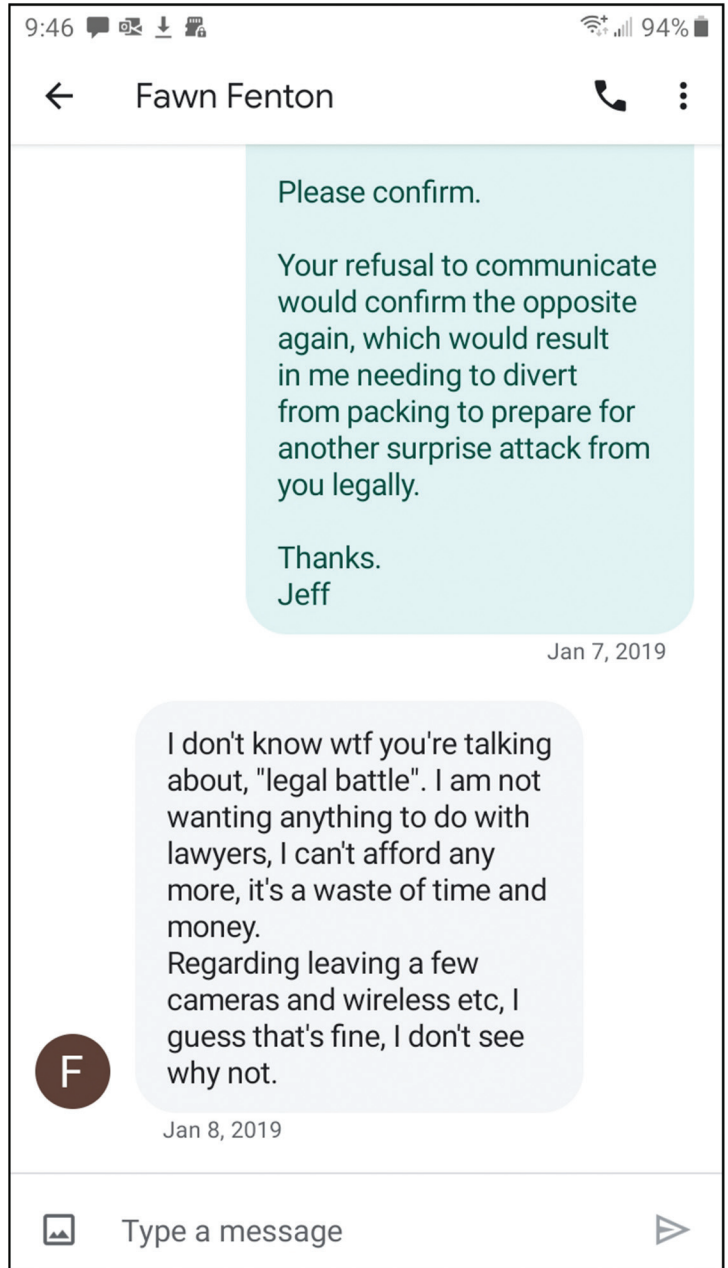 9:46
94%
Fawn Fenton
Please confirm.
Your refusal to communicate
would confirm the opposite
again, which would result
in me needing to divert
from packing to prepare for
another surprise attack from
you legally.
Thanks.
Jeff
Jan 7, 2019
I don't know wtf you're talking
about, "legal battle". I am not
wanting anything to do with
lawyers, I can't afford any
more, it's a waste of time and
money.
Regarding leaving a few
cameras and wireless etc, I
guess that's fine, I don't see
why not.
F
Jan 8, 2019
Type a message